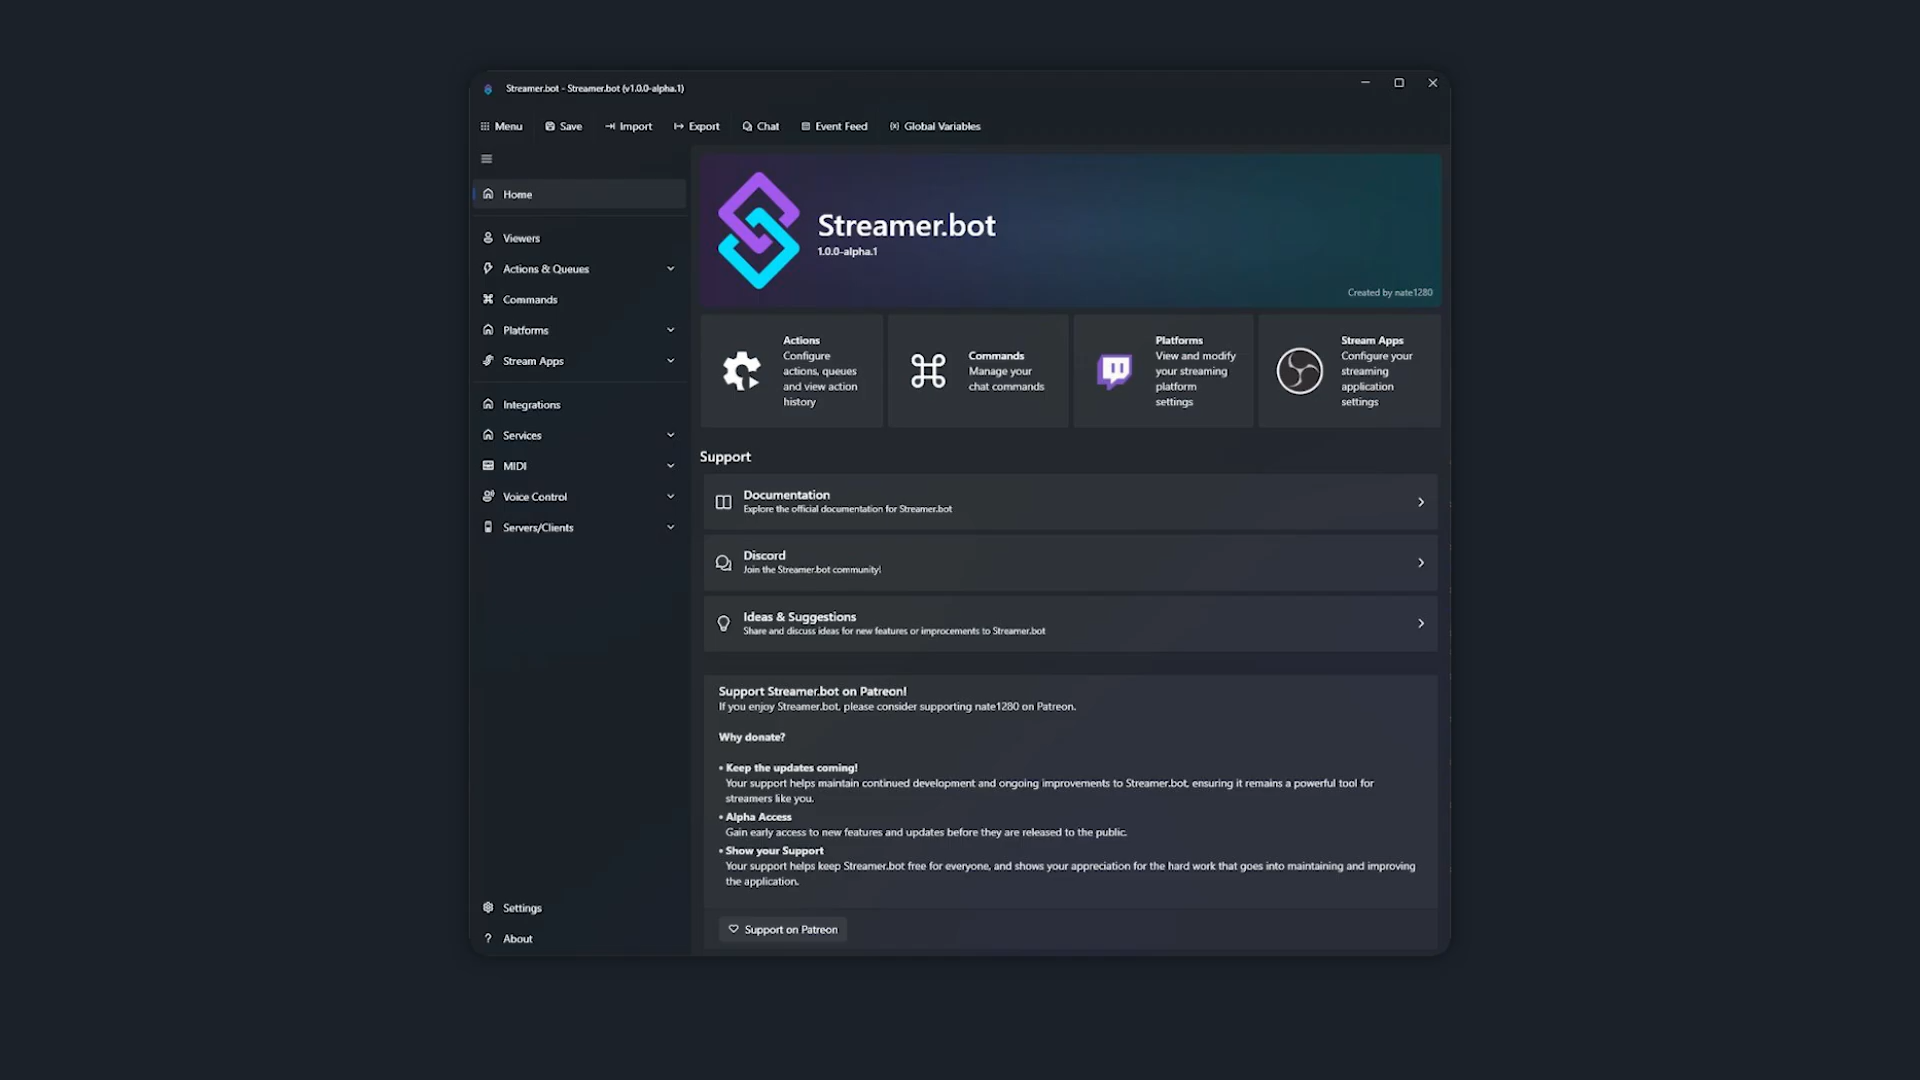 Streamer.bot - Streamer.bot (v1.0.0-alpha.1)
Menu
Save
Import
Export
Chat
Event Feed
Global Variables
Home
Viewers
Actions & Queues
Commands
Platforms
Stream Apps
Integrations
Services
MIDI
Voice Control
Servers/Clients
Settings
? About
Streamer.bot
1.0.0-alpha.1
Created by nate1280
Actions
Configure
actions, queues
and view action
history
Commands
Manage your
chat commands
Platforms
View and modify
your streaming
platform
settings
Stream Apps
Configure your
streaming
application
settings
Support
Documentation
Explore the official documentation for Streamer.bot
Discord
Join the Streamer.bot community!
Ideas & Suggestions
Share and discuss ideas for new features or improcements to Streamer.bot
Support Streamer.bot on Patreon!
If you enjoy Streamer.bot, please consider supporting nate1280 on Patreon.
Why donate?
• Keep the updates coming!
Your support helps maintain continued development and ongoing improvements to Streamer.bot, ensuring it remains a powerful tool for
streamers like you.
• Alpha Access
Gain early access to new features and updates before they are released to the public.
• Show your Support
Your support helps keep Streamer.bot free for everyone, and shows your appreciation for the hard work that goes into maintaining and improving
the application.
Support on Patreon